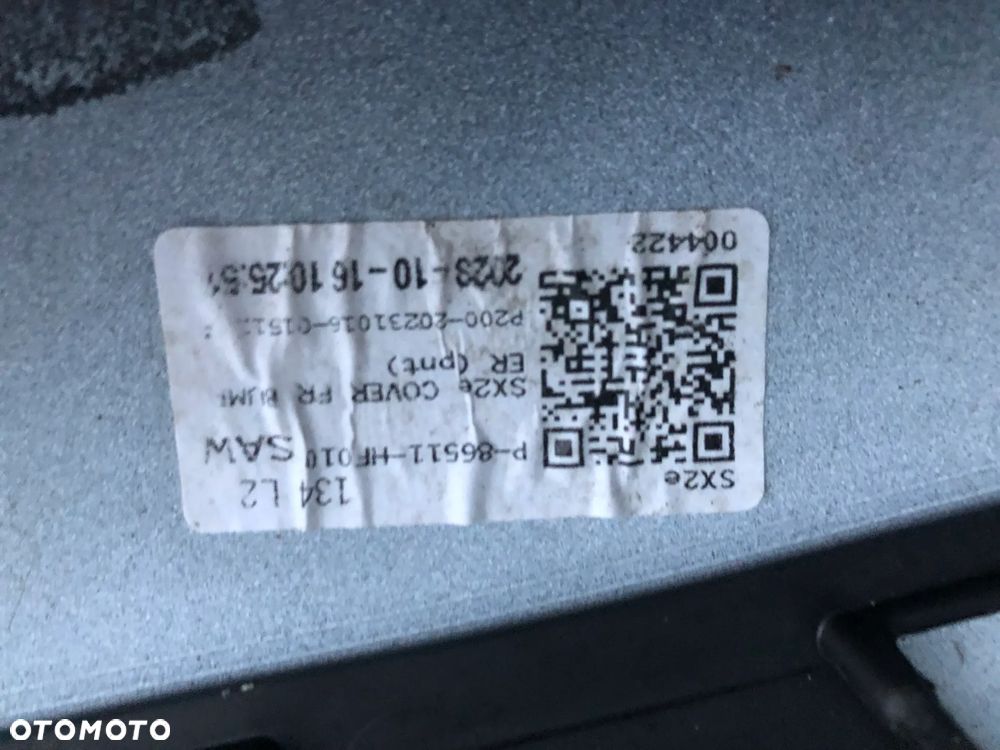 SX2e
134 L2
P-86511-HF010 SAW
SX2e COVER FR BUMP
ER (pnt)
2023-10-16 10:25:5
004422
OTOMOTO